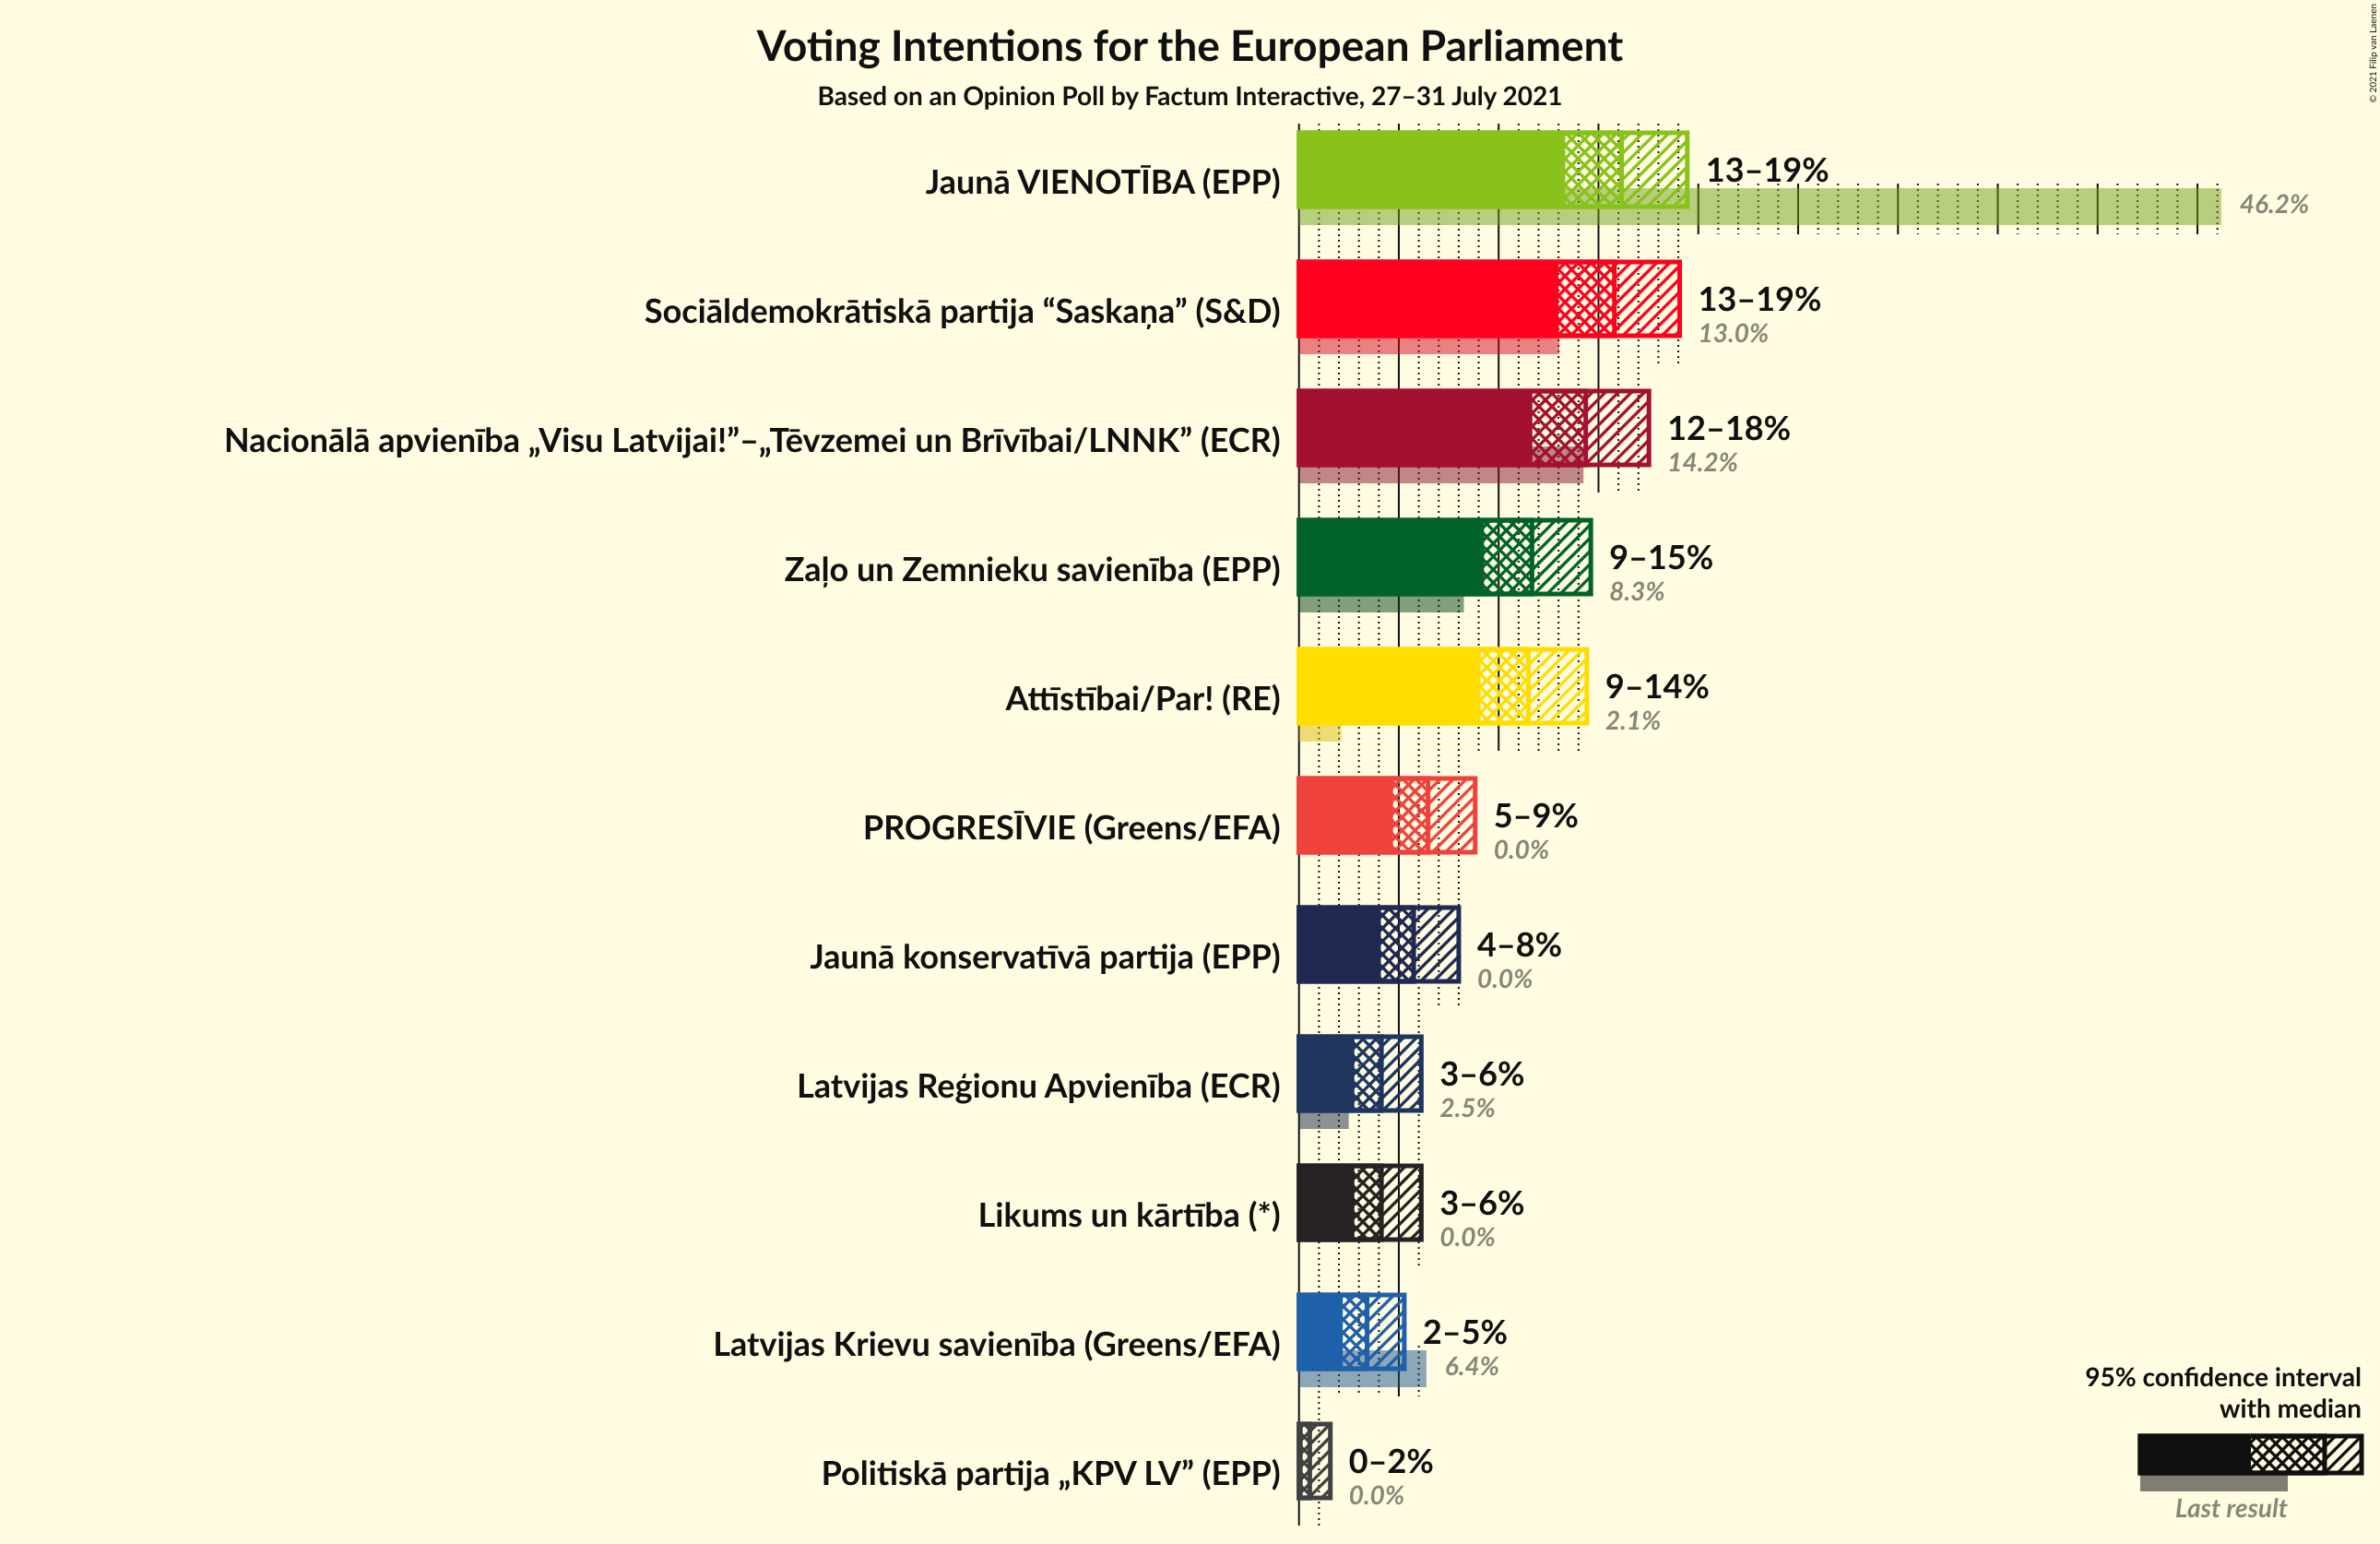 Voting Intentions for the European Parliament
Based on an Opinion Poll by Factum Interactive, 27–31 July 2021
© 2021 Filip van Laenen
Jaunā VIENOTĪBA (EPP)
13–19%
46.2%
Sociāldemokrātiskā partija “Saskaņa” (S&D)
13–19%
13.0%
Nacionālā apvienība „Visu Latvijai!”–„Tēvzemei un Brīvībai/LNNK” (ECR)
12–18%
14.2%
Zaļo un Zemnieku savienība (EPP)
9–15%
8.3%
Attīstībai/Par! (RE)
9–14%
2.1%
PROGRESĪVIE (Greens/EFA)
5–9%
0.0%
Jaunā konservatīvā partija (EPP)
4–8%
0.0%
Latvijas Reģionu Apvienība (ECR)
3–6%
2.5%
Likums un kārtība (*)
3–6%
0.0%
Latvijas Krievu savienība (Greens/EFA)
2–5%
6.4%
Politiskā partija „KPV LV” (EPP)
0–2%
0.0%
95% confidence interval
with median
Last result